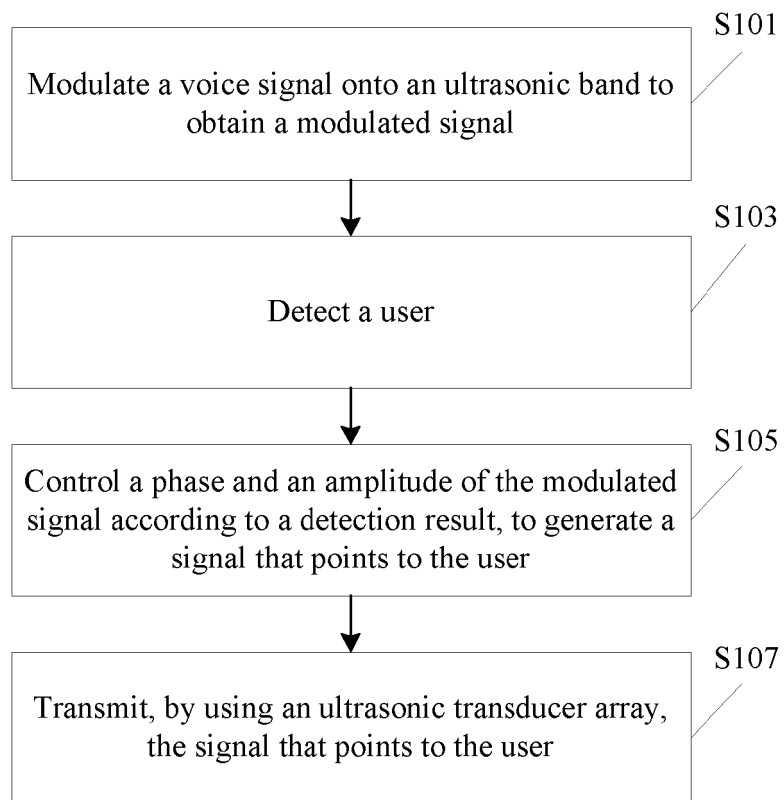 S101
Modulate a voice signal onto an ultrasonic band to
obtain a modulated signal
S103
Detect a user
S105
Control a phase and an amplitude of the modulated
signal according to a detection result, to generate a
signal that points to the user
S107
Transmit, by using an ultrasonic transducer array,
the signal that points to the user